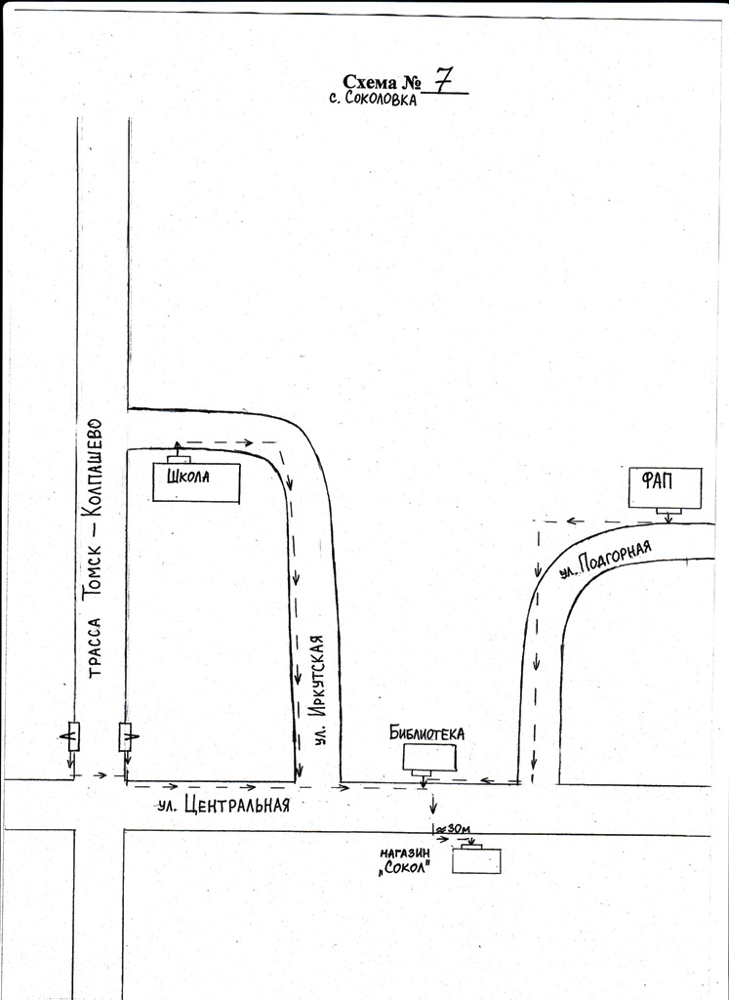 Схема № 7
с. Соколовка
трасса Томск – Колпашево
Школа
ФАП
ул. Подгорная
ул. Иркутская
Библиотека
ул. Центральная
≈30м
магазин
„Сокол"
А
А